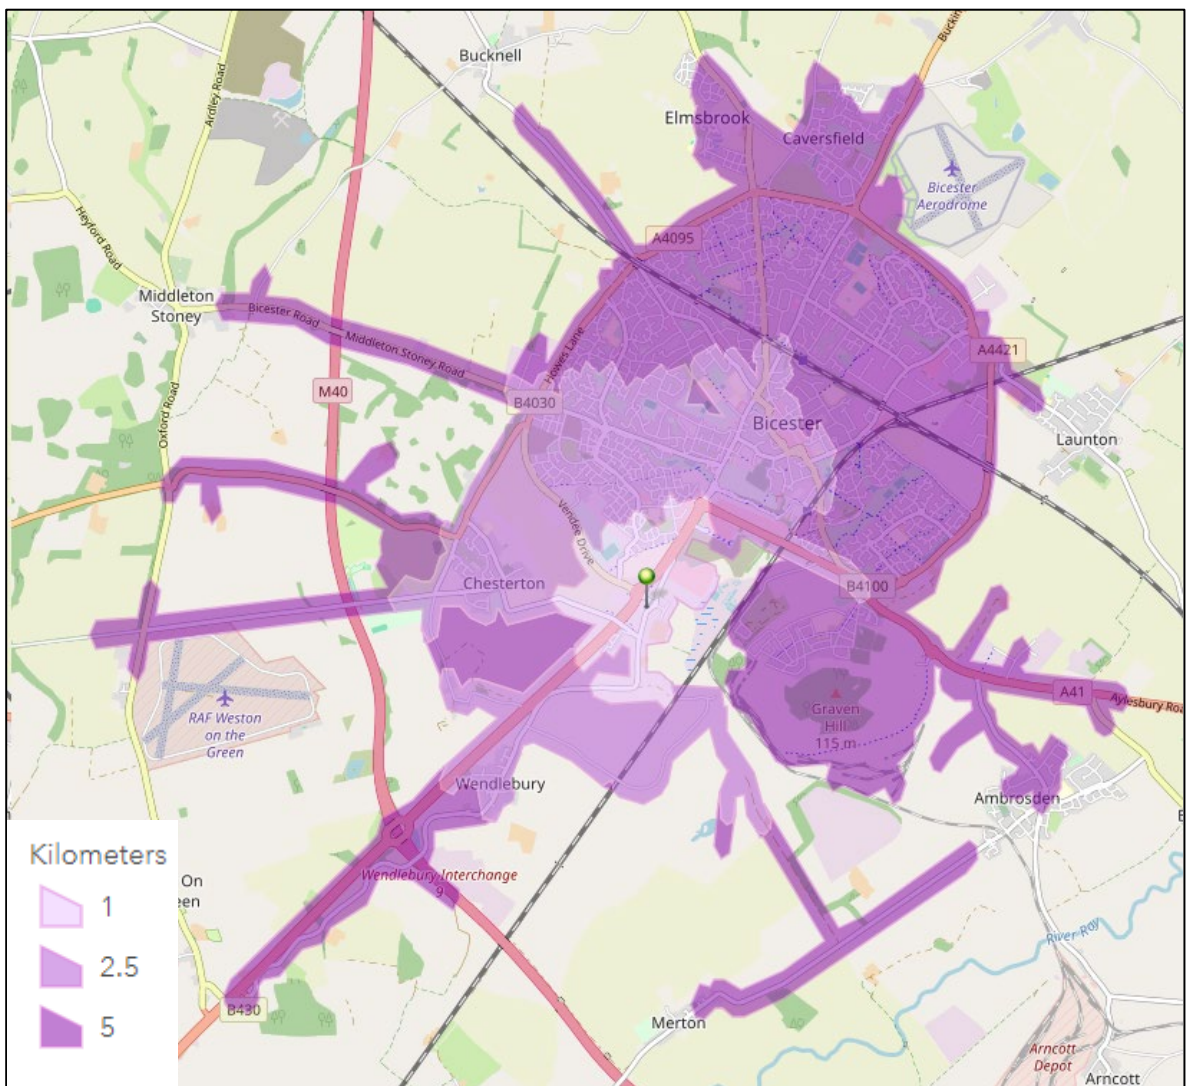 Buckin
Bucknell
Ardley Road
Elmsbrook
Caversfield
Bicester
Aerodrome
Heyford Road
A4095
Middleton
Stoney
Bicester Road
Middleton Stoney Road
Howes Lane
A4421
M40
B4030
Oxford Road
Bicester
Launton
Vendee Drive
Chesterton
B4100
RAF Weston
on the
Green
A41
Aylesbury Roa
Graven
Hill
115 m
Wendlebury
Ambrosden
Kilometers
1
2.5
5
On
een
Wendlebury Interchange
9
River Ray
B430
Merton
Arncott
Depot
Arncott